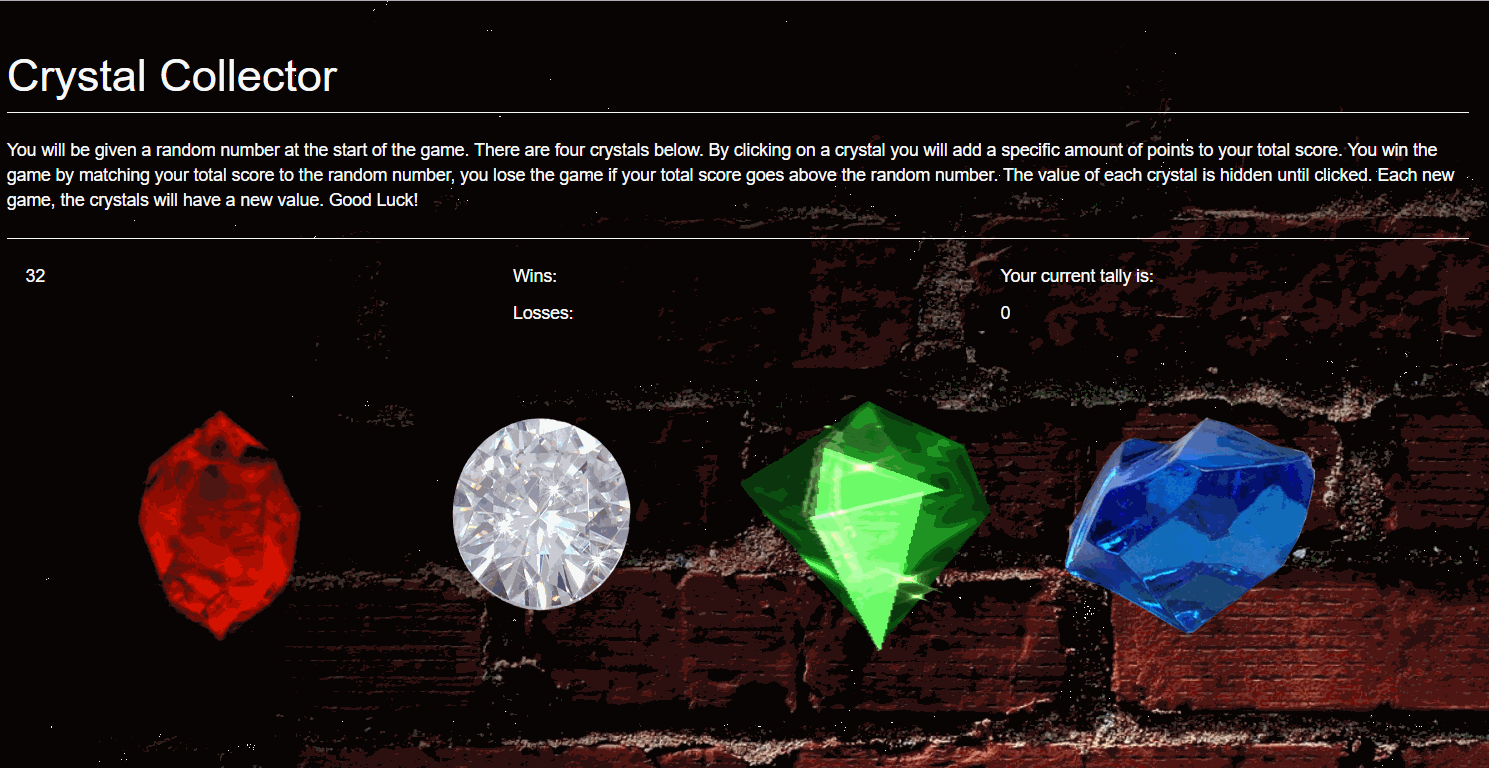 Crystal Collector
You will be given a random number at the start of the game. There are four crystals below. By clicking on a crystal you will add a specific amount of points to your total score. You win the
game by matching your total score to the random number, you lose the game if your total score goes above the random number. The value of each crystal is hidden until clicked. Each new
game, the crystals will have a new value. Good Luck!
32
Wins:
Losses:
Your current tally is:
0